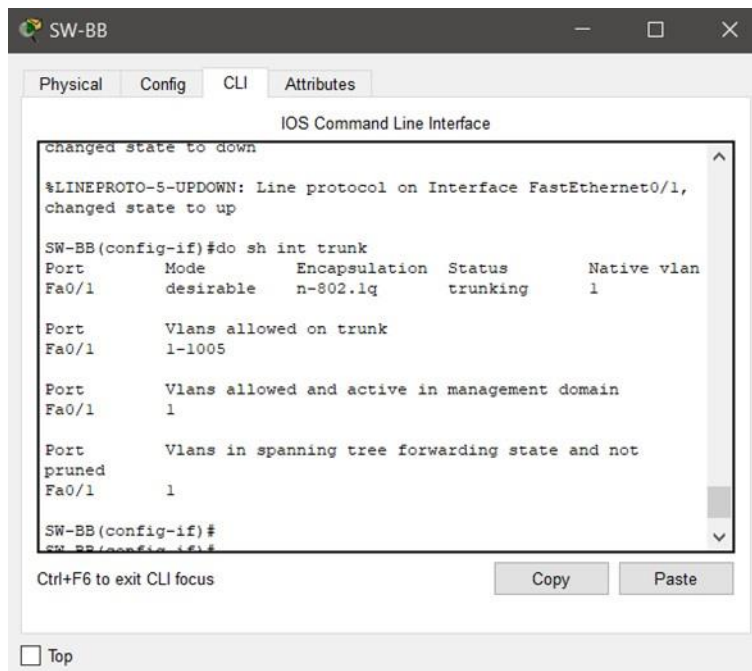 SW-BB
Physical Config CLI Attributes
IOS Command Line Interface
changed state to down
%LINEPROTO-5-UPDOWN: Line protocol on Interface FastEthernet0/1,
changed state to up
SW-BB(config-if)#do sh int trunk
Port Mode Encapsulation Status Native vlan
Fa0/1 desirable n-802.1q trunking 1
Port Vlans allowed on trunk
Fa0/1 1-1005
Port Vlans allowed and active in management domain
Fa0/1 1
Port Vlans in spanning tree forwarding state and not
pruned
Fa0/1 1
SW-BB(config-if)#
SW-BB(config-if)#
Ctrl+F6 to exit CLI focus
Copy Paste
Top